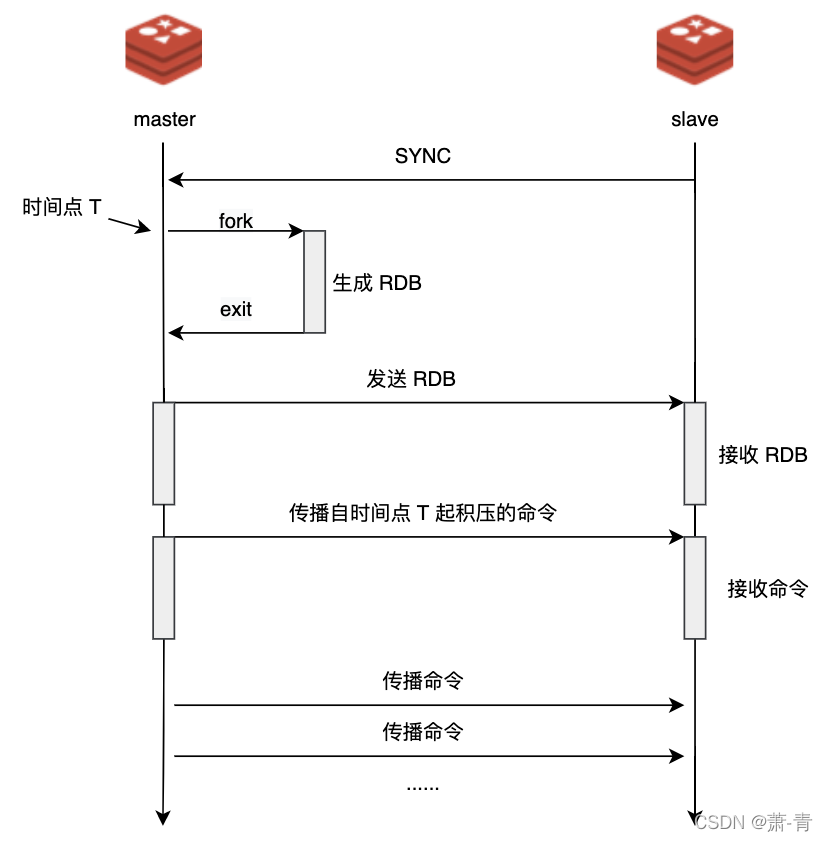 master
slave
SYNC
时间点 T
fork
生成 RDB
exit
发送 RDB
接收 RDB
传播自时间点 T 起积压的命令
接收命令
传播命令
传播命令
......
CSDN @萧-青